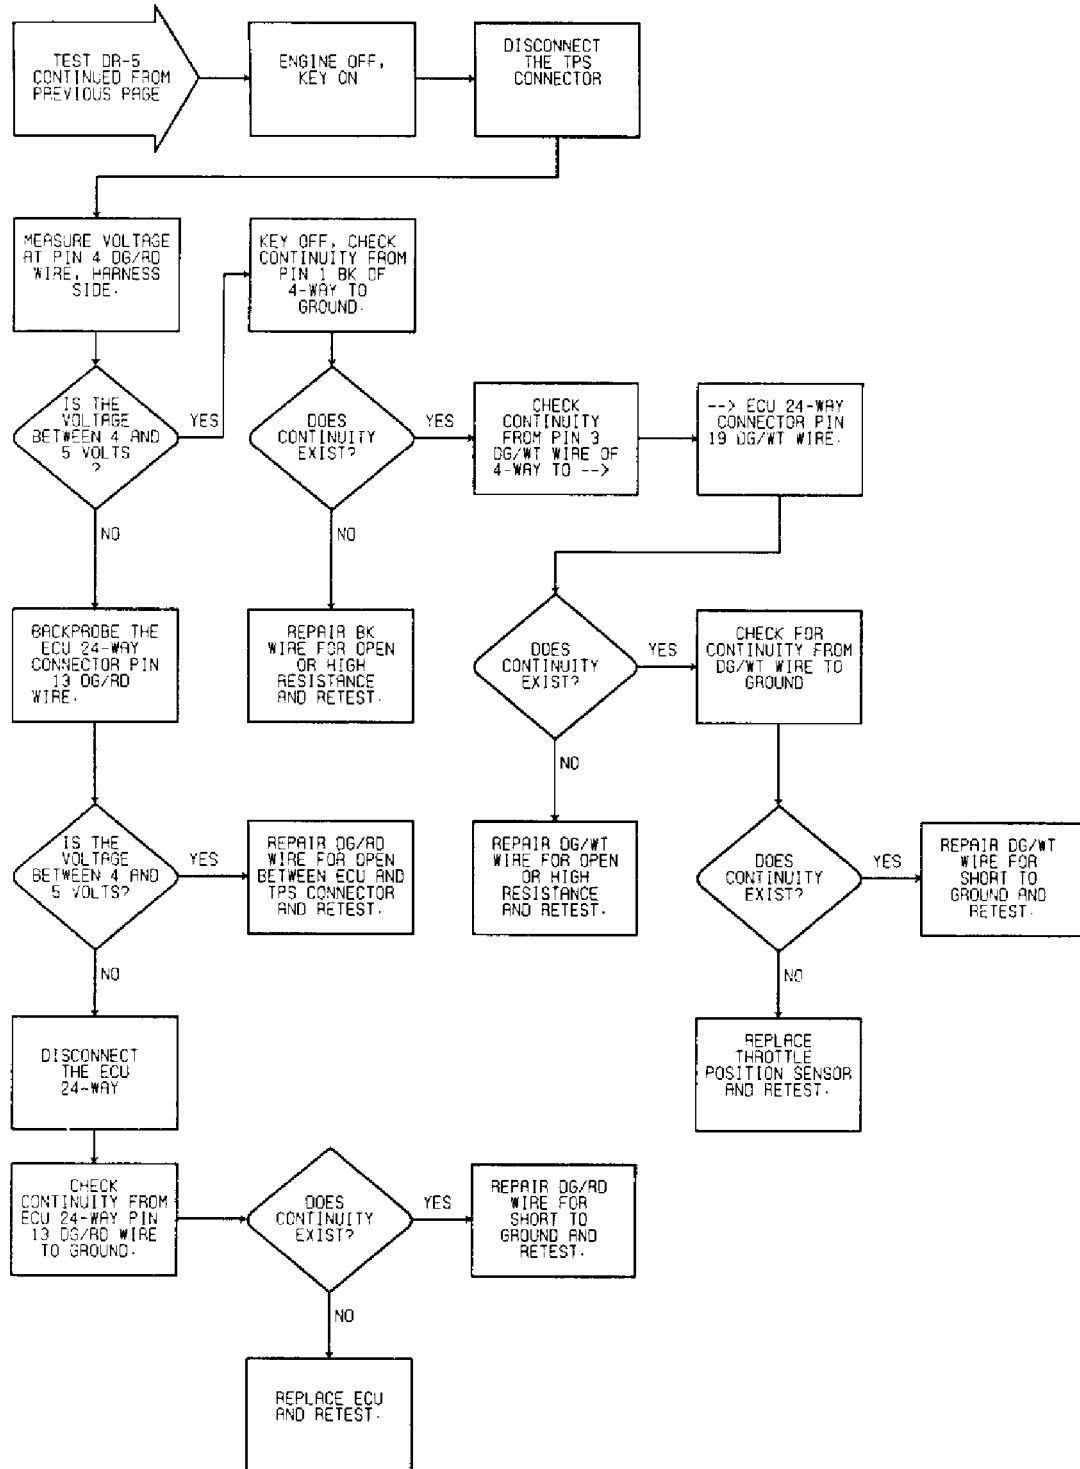 TEST DR-5
CONTINUED FROM
PREVIOUS PAGE
ENGINE OFF,
KEY ON
DISCONNECT
THE TPS
CONNECTOR
MEASURE VOLTAGE
AT PIN 4 DG/RD
WIRE, HARNESS
SIDE.
KEY OFF, CHECK
CONTINUITY FROM
PIN 1 BK OF
4-WAY TO
GROUND.
IS THE
VOLTAGE
BETWEEN 4 AND
5 VOLTS
?
YES
DOES
CONTINUITY
EXIST?
YES
CHECK
CONTINUITY
FROM PIN 3
DG/WT WIRE OF
4-WAY TO -->
--> ECU 24-WAY
CONNECTOR PIN
19 DG/WT WIRE.
NO
NO
BACKPROBE THE
ECU 24-WAY
CONNECTOR PIN
13 DG/RD
WIRE.
REPAIR BK
WIRE FOR OPEN
OR HIGH
RESISTANCE
AND RETEST.
DOES
CONTINUITY
EXIST?
YES
CHECK FOR
CONTINUITY FROM
DG/WT WIRE TO
GROUND
NO
IS THE
VOLTAGE
BETWEEN 4 AND
5 VOLTS?
YES
REPAIR DG/RD
WIRE FOR OPEN
BETWEEN ECU AND
TPS CONNECTOR
AND RETEST.
REPAIR DG/WT
WIRE FOR OPEN
OR HIGH
RESISTANCE
AND RETEST.
DOES
CONTINUITY
EXIST?
YES
REPAIR DG/WT
WIRE FOR
SHORT TO
GROUND AND
RETEST.
NO
NO
DISCONNECT
THE ECU
24-WAY
REPLACE
THROTTLE
POSITION SENSOR
AND RETEST.
CHECK
CONTINUITY FROM
ECU 24-WAY PIN
13 DG/RD WIRE
TO GROUND.
DOES
CONTINUITY
EXIST?
YES
REPAIR DG/RD
WIRE FOR
SHORT TO
GROUND AND
RETEST.
NO
REPLACE ECU
AND RETEST.